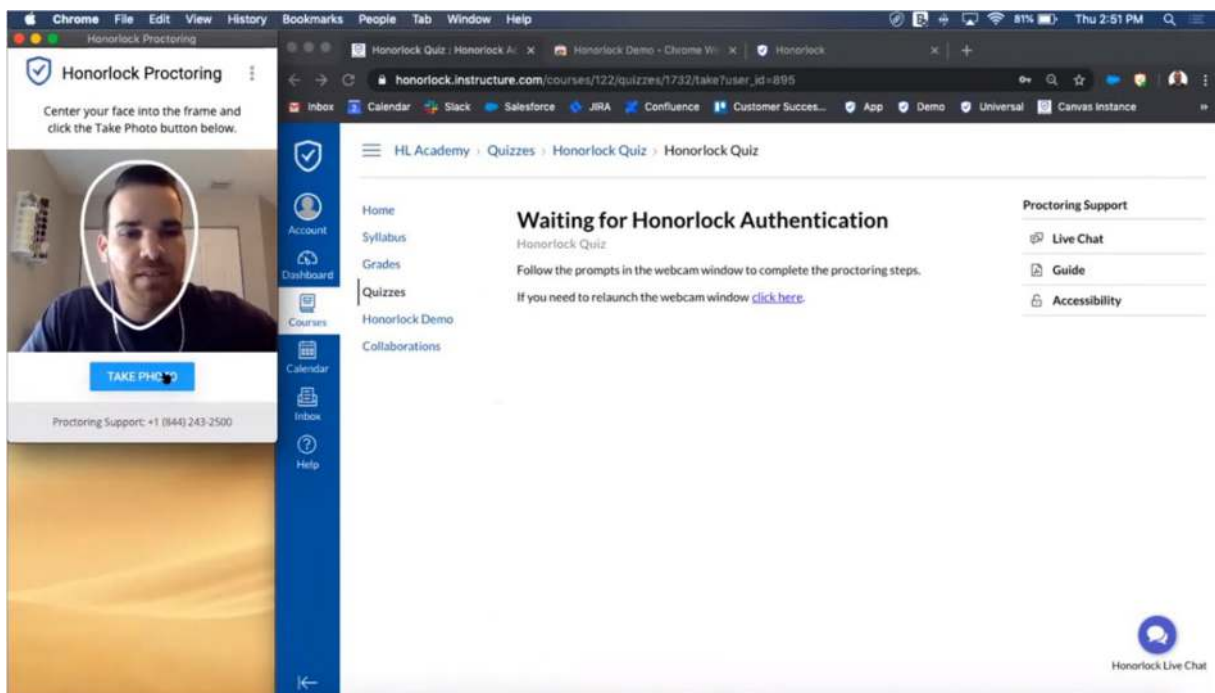 Chrome File Edit View History Bookmarks People Tab Window Help 81% Thu 2:51 PM
Honorlock Proctoring
Honorlock Proctoring
Center your face into the frame and
click the Take Photo button below.
TAKE PHOTO
Proctoring Support: +1 (844) 243-2500
Honorlock Quiz : Honorlock Ac Honorlock Demo - Chrome W Honorlock
honorlock.instructure.com/courses/122/quizzes/1732/take?user_id=895
Inbox Calendar Slack Salesforce JIRA Confluence Customer Succes... App Demo Universal Canvas Instance
HL Academy Quizzes Honorlock Quiz Honorlock Quiz
Account
Dashboard
Courses
Calendar
Inbox
Help
Home
Syllabus
Grades
Quizzes
Honorlock Demo
Collaborations
Waiting for Honorlock Authentication
Honorlock Quiz
Follow the prompts in the webcam window to complete the proctoring steps.
If you need to relaunch the webcam window click here.
Proctoring Support
Live Chat
Guide
Accessibility
Honorlock Live Chat